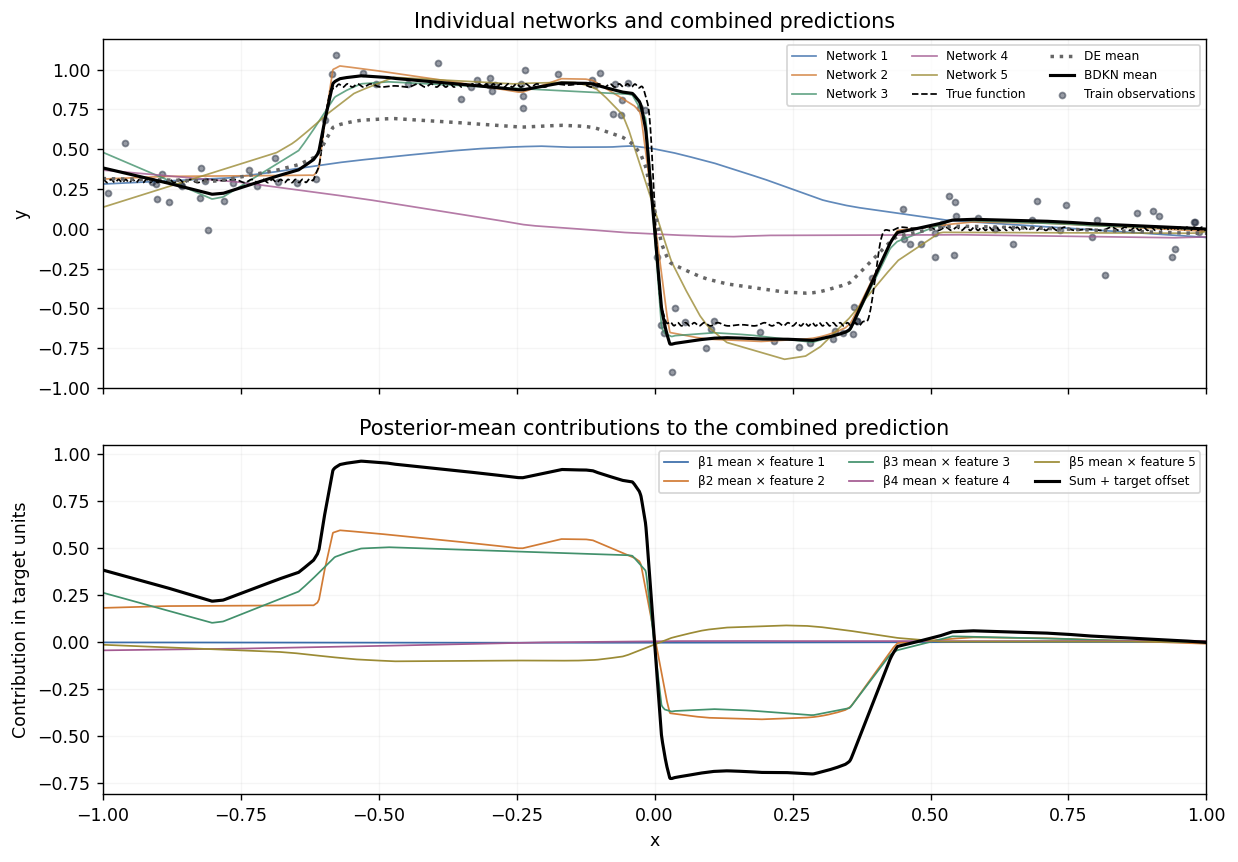 Individual networks and combined predictions
Network 1 Network 4 DE mean
Network 2 Network 5 BDKN mean
Network 3 True function Train observations
1.00
0.75
0.50
0.25
0.00
−0.25
−0.50
−0.75
−1.00
y
Posterior-mean contributions to the combined prediction
β1 mean × feature 1 β3 mean × feature 3 β5 mean × feature 5
β2 mean × feature 2 β4 mean × feature 4 Sum + target offset
1.00
0.75
0.50
0.25
0.00
−0.25
−0.50
−0.75
Contribution in target units
−1.00 −0.75 −0.50 −0.25 0.00 0.25 0.50 0.75 1.00
x